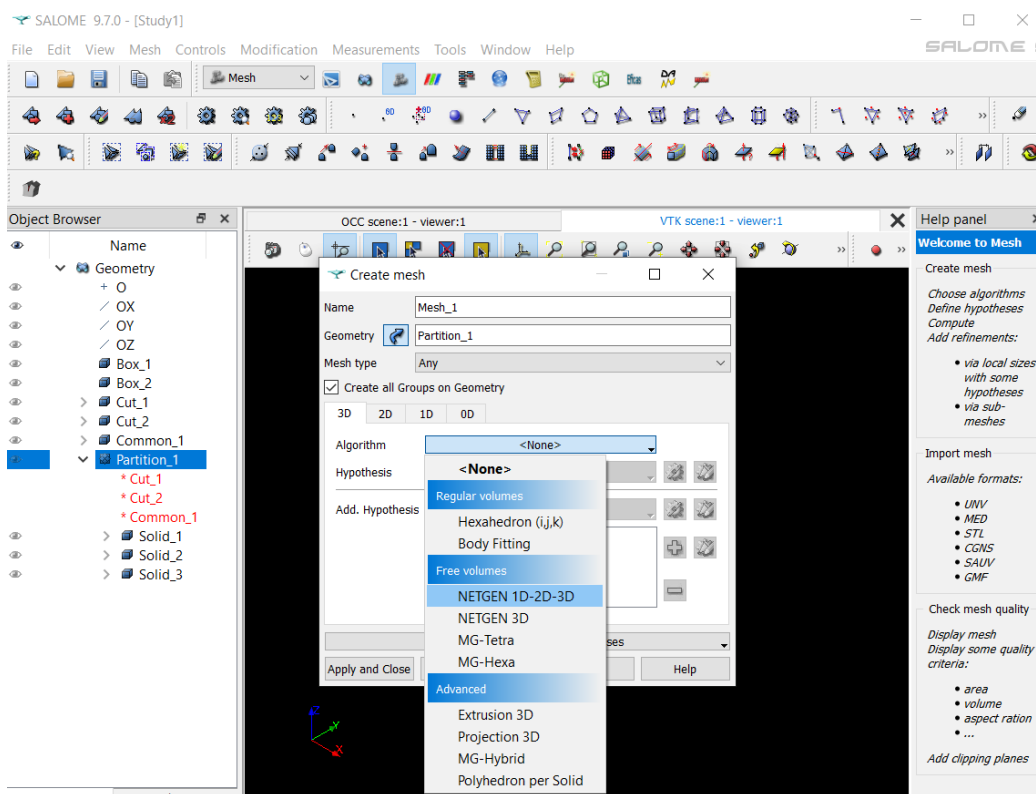 SALOME 9.7.0 - [Study1]
File Edit View Mesh Controls Modification Measurements Tools Window Help
SALOME
Mesh
0D
0D
Object Browser
Name
Geometry
O
OX
OY
OZ
Box_1
Box_2
Cut_1
Cut_2
Common_1
Partition_1
* Cut_1
* Cut_2
* Common_1
Solid_1
Solid_2
Solid_3
OCC scene:1 - viewer:1
VTK scene:1 - viewer:1
Create mesh
Name
Mesh_1
Geometry
Partition_1
Mesh type
Any
Create all Groups on Geometry
3D 2D 1D 0D
Algorithm
<None>
Hypothesis
Add. Hypothesis
<None>
Regular volumes
Hexahedron (i,j,k)
Body Fitting
Free volumes
NETGEN 1D-2D-3D
NETGEN 3D
MG-Tetra
MG-Hexa
Advanced
Extrusion 3D
Projection 3D
MG-Hybrid
Polyhedron per Solid
ses
Apply and Close
Help
Z
Y
X
Help panel
Welcome to Mesh
Create mesh
Choose algorithms
Define hypotheses
Compute
Add refinements:
• via local sizes
with some
hypotheses
• via sub-
meshes
Import mesh
Available formats:
• UNV
• MED
• STL
• CGNS
• SAUV
• GMF
Check mesh quality
Display mesh
Display some quality
criteria:
• area
• volume
• aspect ration
• ...
Add clipping planes